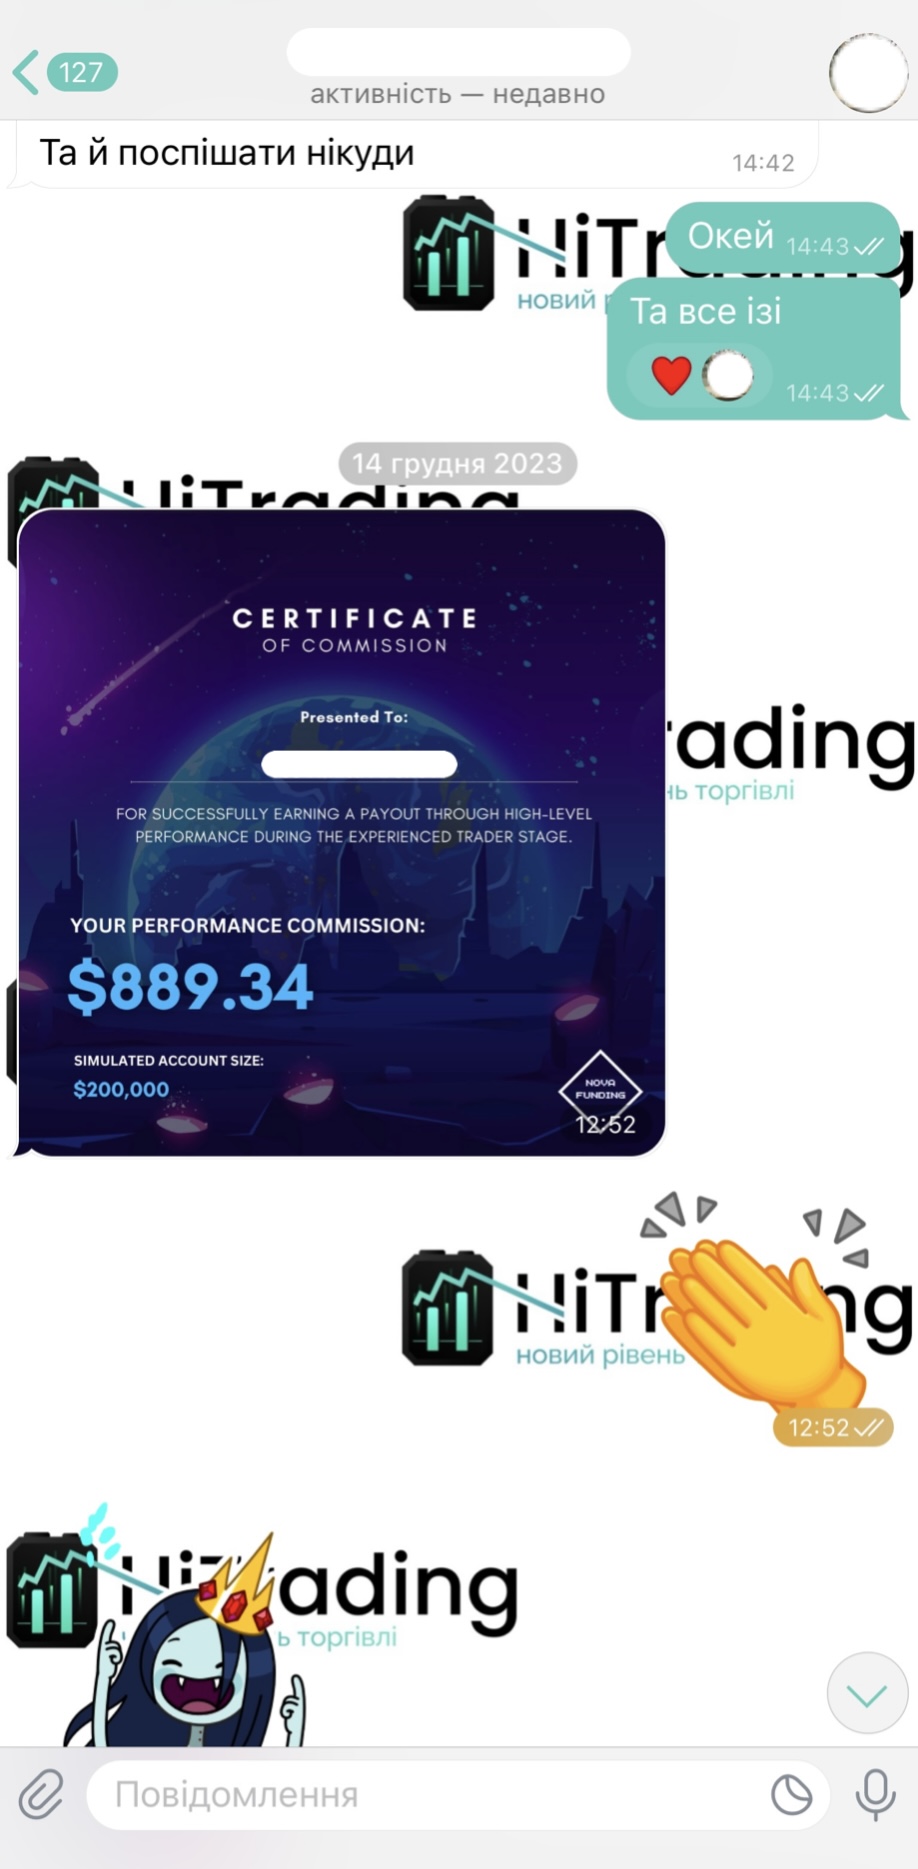 127
активність — недавно
Та й поспішати нікуди
14:42
Окей
14:43
новий
Та все ізі
14:43
14 грудня 2023
HiTrading
CERTIFICATE
OF COMMISSION
Presented To:
FOR SUCCESSFULLY EARNING A PAYOUT THROUGH HIGH-LEVEL
PERFORMANCE DURING THE EXPERIENCED TRADER STAGE.
YOUR PERFORMANCE COMMISSION:
$889.34
SIMULATED ACCOUNT SIZE:
$200,000
NOVA
FUNDING
12:52
rading
нь торгівлі
HiTr ng
новий рівень
12:52
ading
ь торгівлі
Повідомлення